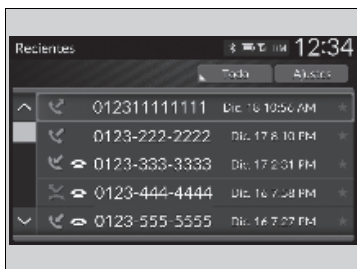 Recientes 12:34
Todo Ajustes
012311111111 Dic. 18 10:56 AM
0123-222-2222 Dic. 17 8:10 PM
0123-333-3333 Dic. 17 2:31 PM
0123-444-4444 Dic. 16 7:58 PM
0123-555-5555 Dic. 16 7:27 PM